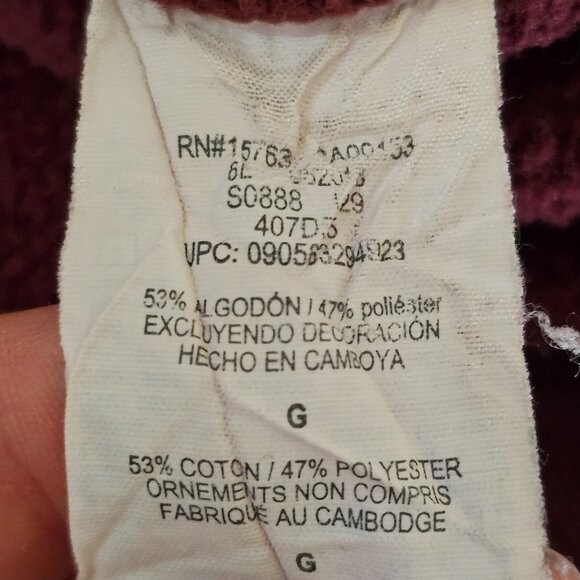 S0888
407D3
53% ALGODÓN / 47% poliéster
EXCLUYENDO DECORACIÓN
HECHO EN CAMBOYA
G
53% COTON / 47% POLYESTER
ORNEMENTS NON COMPRIS
FABRIQUÉ AU CAMBODGE
G